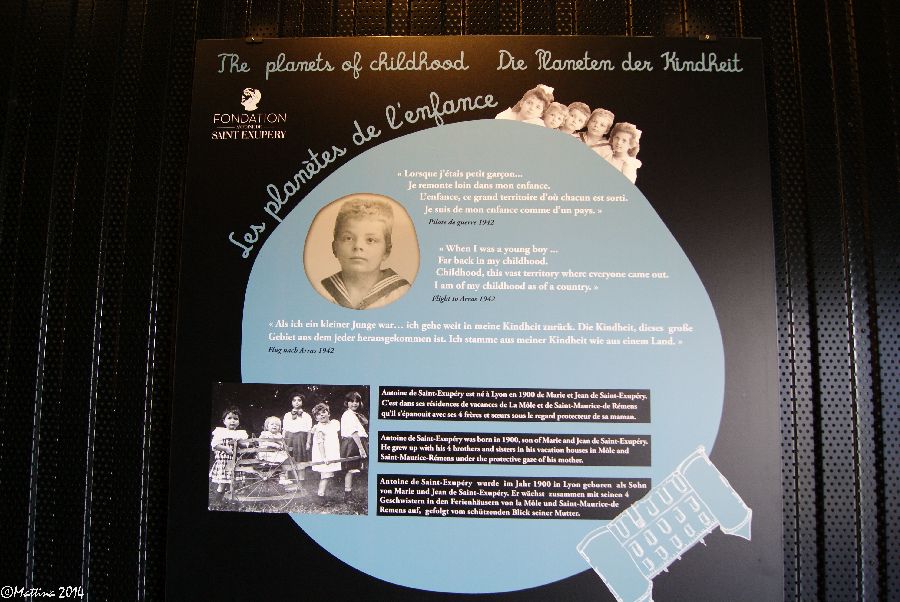 The planets of childhood Die Planeten der Kindheit
Les planètes de l'enfance
FONDATION
SAINT EXUPÉRY
« Lorsque j'étais petit garçon...
Je remonte loin dans mon enfance.
L'enfance, ce grand territoire d'où chacun est sorti.
Je suis de mon enfance comme d'un pays. »
Pilote de guerre 1942
« When I was a young boy ...
Far back in my childhood.
Childhood, this vast territory where everyone came out.
I am of my childhood as of a country. »
Flight to Arras 1942
« Als ich ein kleiner Junge war... ich gehe weit in meine Kindheit zurück. Die Kindheit, dieses große
Gebiet aus dem jeder herausgekommen ist. Ich stamme aus meiner Kindheit wie aus einem Land. »
Flug nach Arras 1942
Antoine de Saint-Exupéry est né à Lyon en 1900 de Marie et Jean de Saint-Exupéry.
C'est dans ses résidences de vacances de La Môle et de Saint-Maurice-de Rémens
qu'il s'épanouit avec ses 4 frères et sœurs sous le regard protecteur de sa maman.
Antoine de Saint-Exupéry was born in 1900, son of Marie and Jean de Saint-Exupéry.
He grew up with his 4 brothers and sisters in his vacation houses in Môle and
Saint-Maurice-Rémens under the protective gaze of his mother.
Antoine de Saint-Exupéry wurde im Jahr 1900 in Lyon geboren als Sohn
von Marie und Jean de Saint-Exupéry. Er wächst zusammen mit seinen 4
Geschwistern in den Ferienhäusern von la Môle und Saint-Maurice-de
Remens auf, gefolgt vom schützenden Blick seiner Mutter.
©Mattina 2014